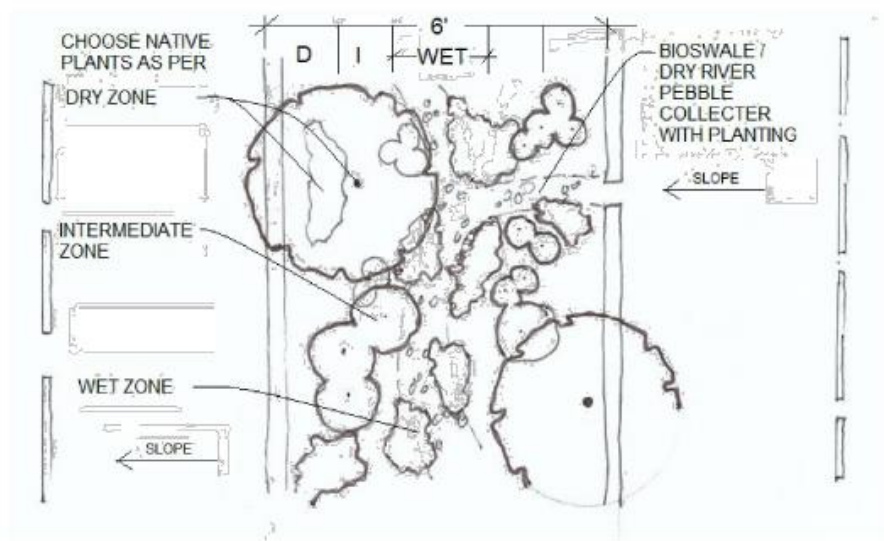 6'
D
I
WET
CHOOSE NATIVE
PLANTS AS PER
DRY ZONE
BIOSWALE /
DRY RIVER
PEBBLE
COLLECTER
WITH PLANTING
SLOPE
INTERMEDIATE
ZONE
WET ZONE
SLOPE